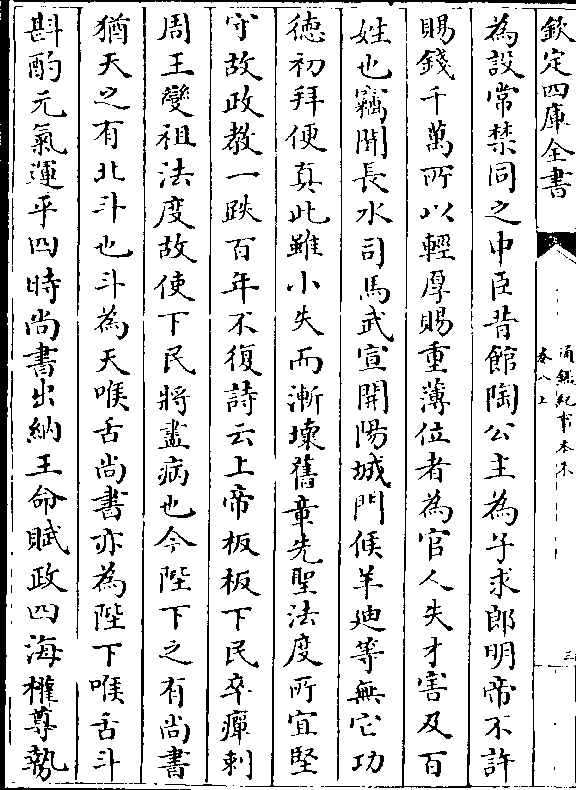 欽定四庫全書
通鑑紀事本末
卷八上
三
為設常禁同之中臣昔館陶公主為子求郎明帝不許
賜錢千萬所以輕厚賜重薄位者為官人失才害及百
姓也竊聞長水司馬武宣開陽城門候羊廸等無它功
徳初拜便真此雖小失而漸壊舊章先聖法度所宜堅
守故政教一跌百年不復詩云上帝板板下民卒癉刺
周王變祖法度故使下民將盡病也今陛下之有尚書
猶天之有北斗也斗為天喉舌尚書亦為陛下喉舌斗
斟酌元氣運乎四時尚書出納王命賦政四海權尊勢